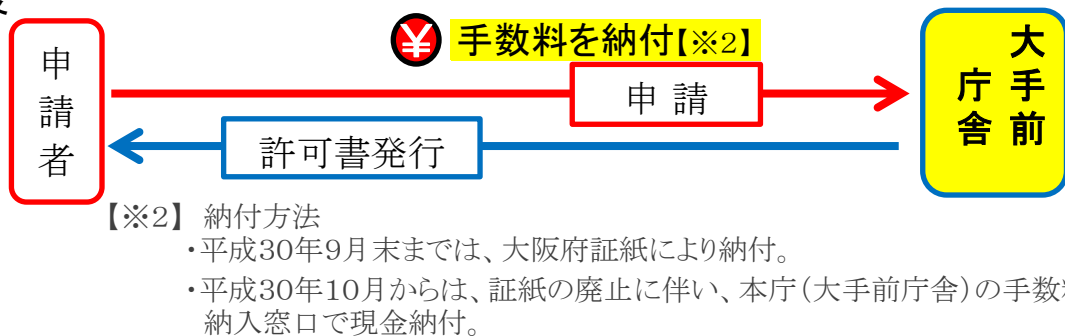 ¥ 手数料を納付【※2】
申請者
申 請
大手前
庁舎
許可書発行
【※2】 納付方法
・平成30年9月末までは、大阪府証紙により納付。
・平成30年10月からは、証紙の廃止に伴い、本庁(大手前庁舎)の手数料
納入窓口で現金納付。